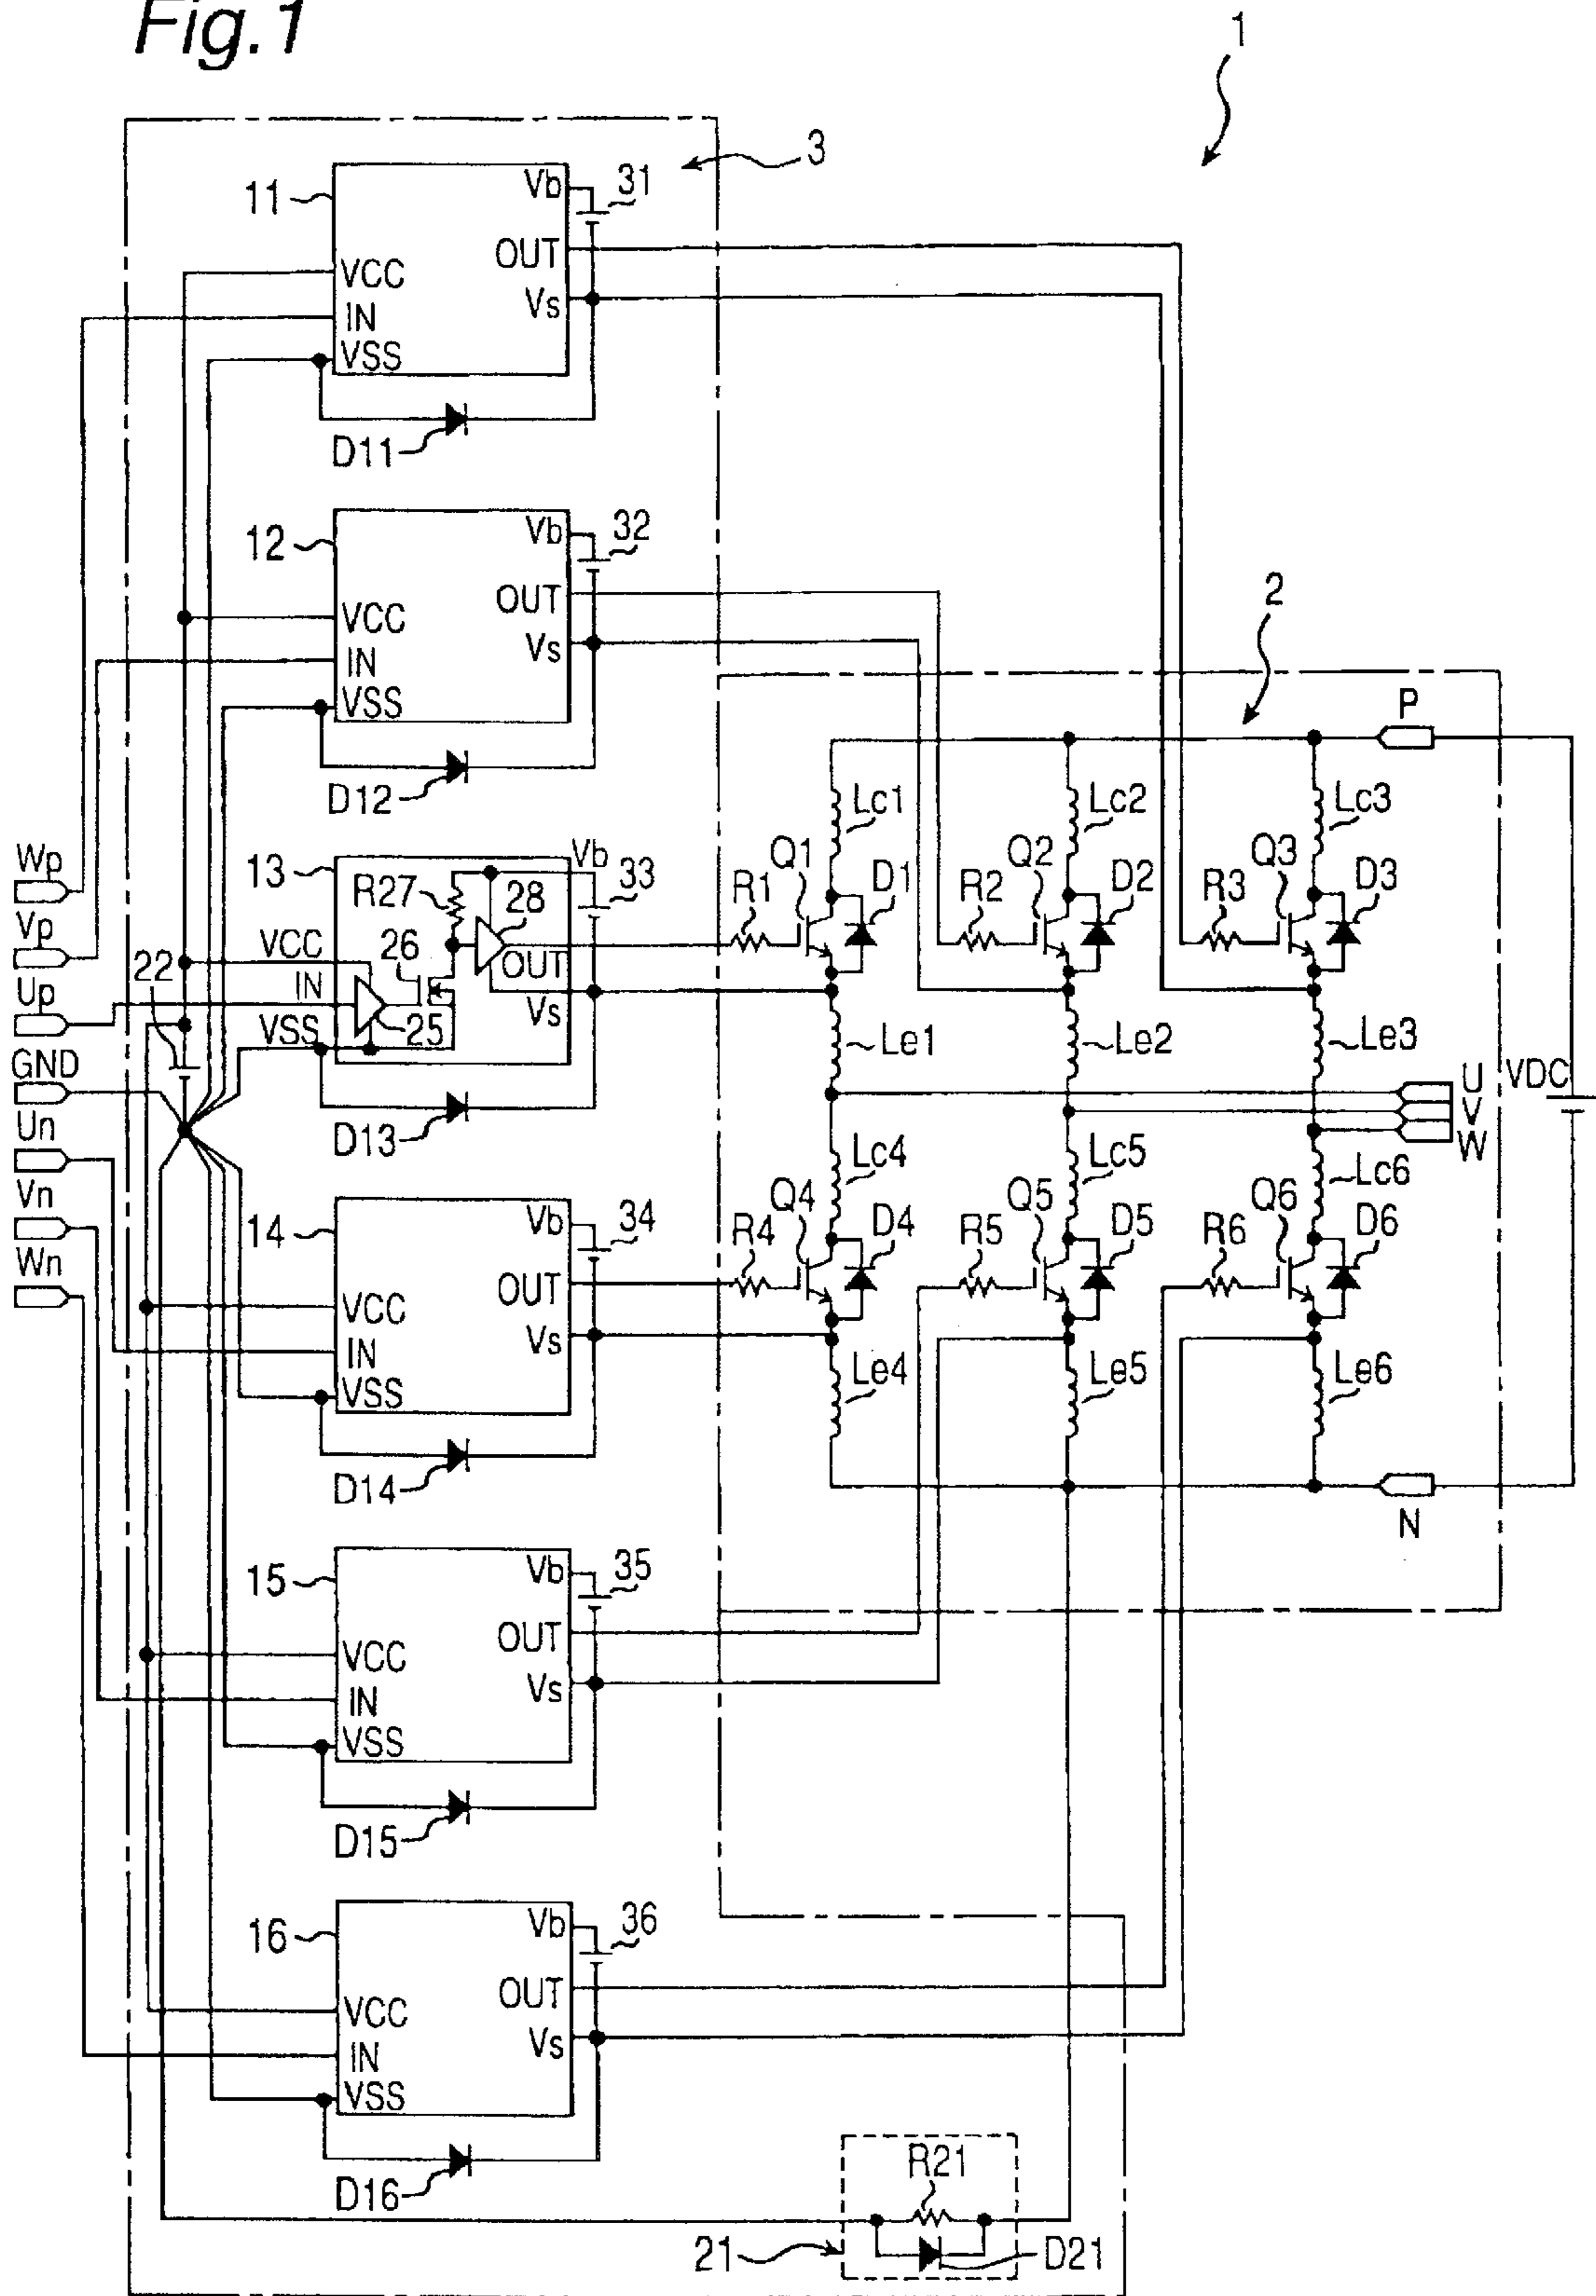 Fig.1
1
3
11
Vb
31
OUT
VCC
Vs
IN
VSS
D11
12
Vb
32
OUT
VCC
Vs
IN
VSS
D12
2
P
Lc1
Lc2
Lc3
Wp
13
Vb
33
R27
28
Q1
D1
R1
Q2
D2
R2
Q3
D3
R3
Vp
VCC
26
OUT
22
IN
Up
Vs
VSS
25
Le1
Le2
Le3
GND
U
VDC
V
W
Un
D13
Lc4
Lc5
Lc6
Vn
14
Vb
34
Q4
D4
R4
Q5
D5
R5
Q6
D6
R6
Wn
OUT
VCC
Vs
IN
VSS
Le4
Le5
Le6
D14
N
15
Vb
35
OUT
VCC
Vs
IN
VSS
D15
16
Vb
36
OUT
VCC
Vs
IN
VSS
D16
R21
21
D21